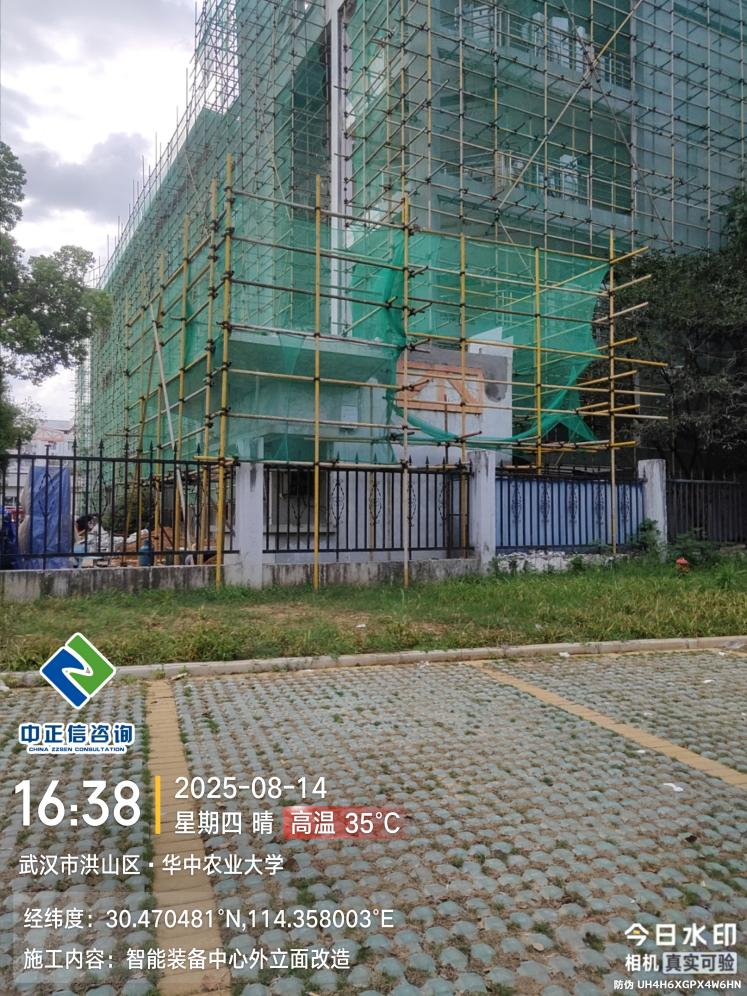 中正信咨询
CHINA ZZSEN CONSULTATION
16:38
2025-08-14
星期四 晴 高温 35℃
武汉市洪山区·华中农业大学
经纬度：30.470481°N,114.358003°E
施工内容：智能装备中心外立面改造
今日水印
相机 真实可验
防伪 UH4H6XGPX4W6HN